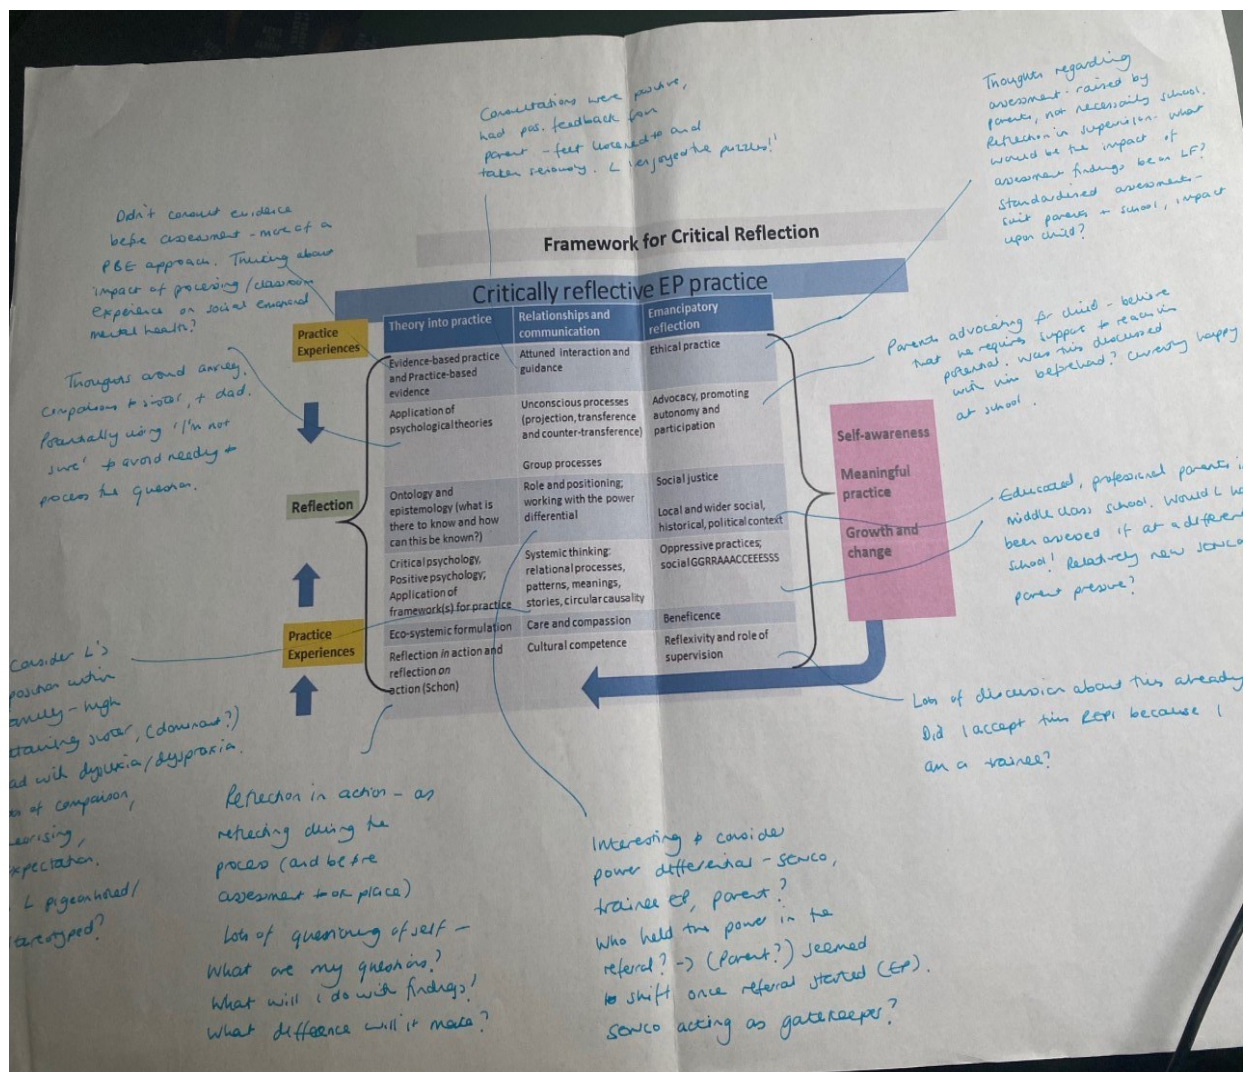 Consultations were positive,
had pos. feedback from
parent - felt listened to and
taken seriously. L 'enjoyed the puzzles!'
Thoughts regarding
assessment raised by
parents, not necessarily school.
Reflection in supervision - what
would be the impact of
assessment findings be on LF?
Standardised assessments -
suit parents + school, impact
upon child?
Didn't consult evidence
before assessment - more of a
PBE approach. Thinking about
impact of processing/classroom
experience on social emotional
mental health?
Framework for Critical Reflection
Critically reflective EP practice
Practice
Experiences
Reflection
Practice
Experiences
Theory into practice
Evidence-based practice
and Practice-based
evidence
Application of
psychological theories
Ontology and
epistemology (what is
there to know and how
can this be known?)
Critical psychology,
Positive psychology;
Application of
framework(s) for practice
Eco-systemic formulation
Reflection in action and
reflection on
action (Schon)
Relationships and
communication
Attuned interaction and
guidance
Unconscious processes
(projection, transference
and counter-transference)
Group processes
Role and positioning;
working with the power
differential
Systemic thinking;
relational processes,
patterns, meanings,
stories, circular causality
Care and compassion
Cultural competence
Emancipatory
reflection
Ethical practice
Advocacy, promoting
autonomy and
participation
Social justice
Local and wider social,
historical, political context
Oppressive practices;
socialGGRRAAACCEEESSS
Beneficence
Reflexivity and role of
supervision
Self-awareness
Meaningful
practice
Growth and
change
Thoughts around anxiety,
comparisons to sister, + dad.
Potentially using 'I'm not
sure' to avoid needing to
process the question.
Parents advocating for child - believe
that he requires support to reach his
potential. Was this discussed
with him beforehad? Currently happy
at school.
Educated, professional parents in
middle class school. Would L ha
been assessed if at a different
school? Relatively new SENCO
parent pressure?
Consider L's
position within
family - high
attaining sister, (dominant?)
ad with dyslexia/dyspraxia.
of comparison,
xpectation.
L pigeonholed/
stereotyped?
Lots of discussion about this already
Did I accept this REPI because I
am a trainee?
Reflection in action - as
reflecting during the
process (and before
assessment took place)
Lots of questioning of self -
What are my questions?
What will I do with findings?
What difference will it make?
Interesting to consider
power differential - SENCO,
trainee EP, parent?
Who held the power in the
referral? -> (Parent?) seemed
to shift once referral started (EP).
SENCO acting as gatekeeper?